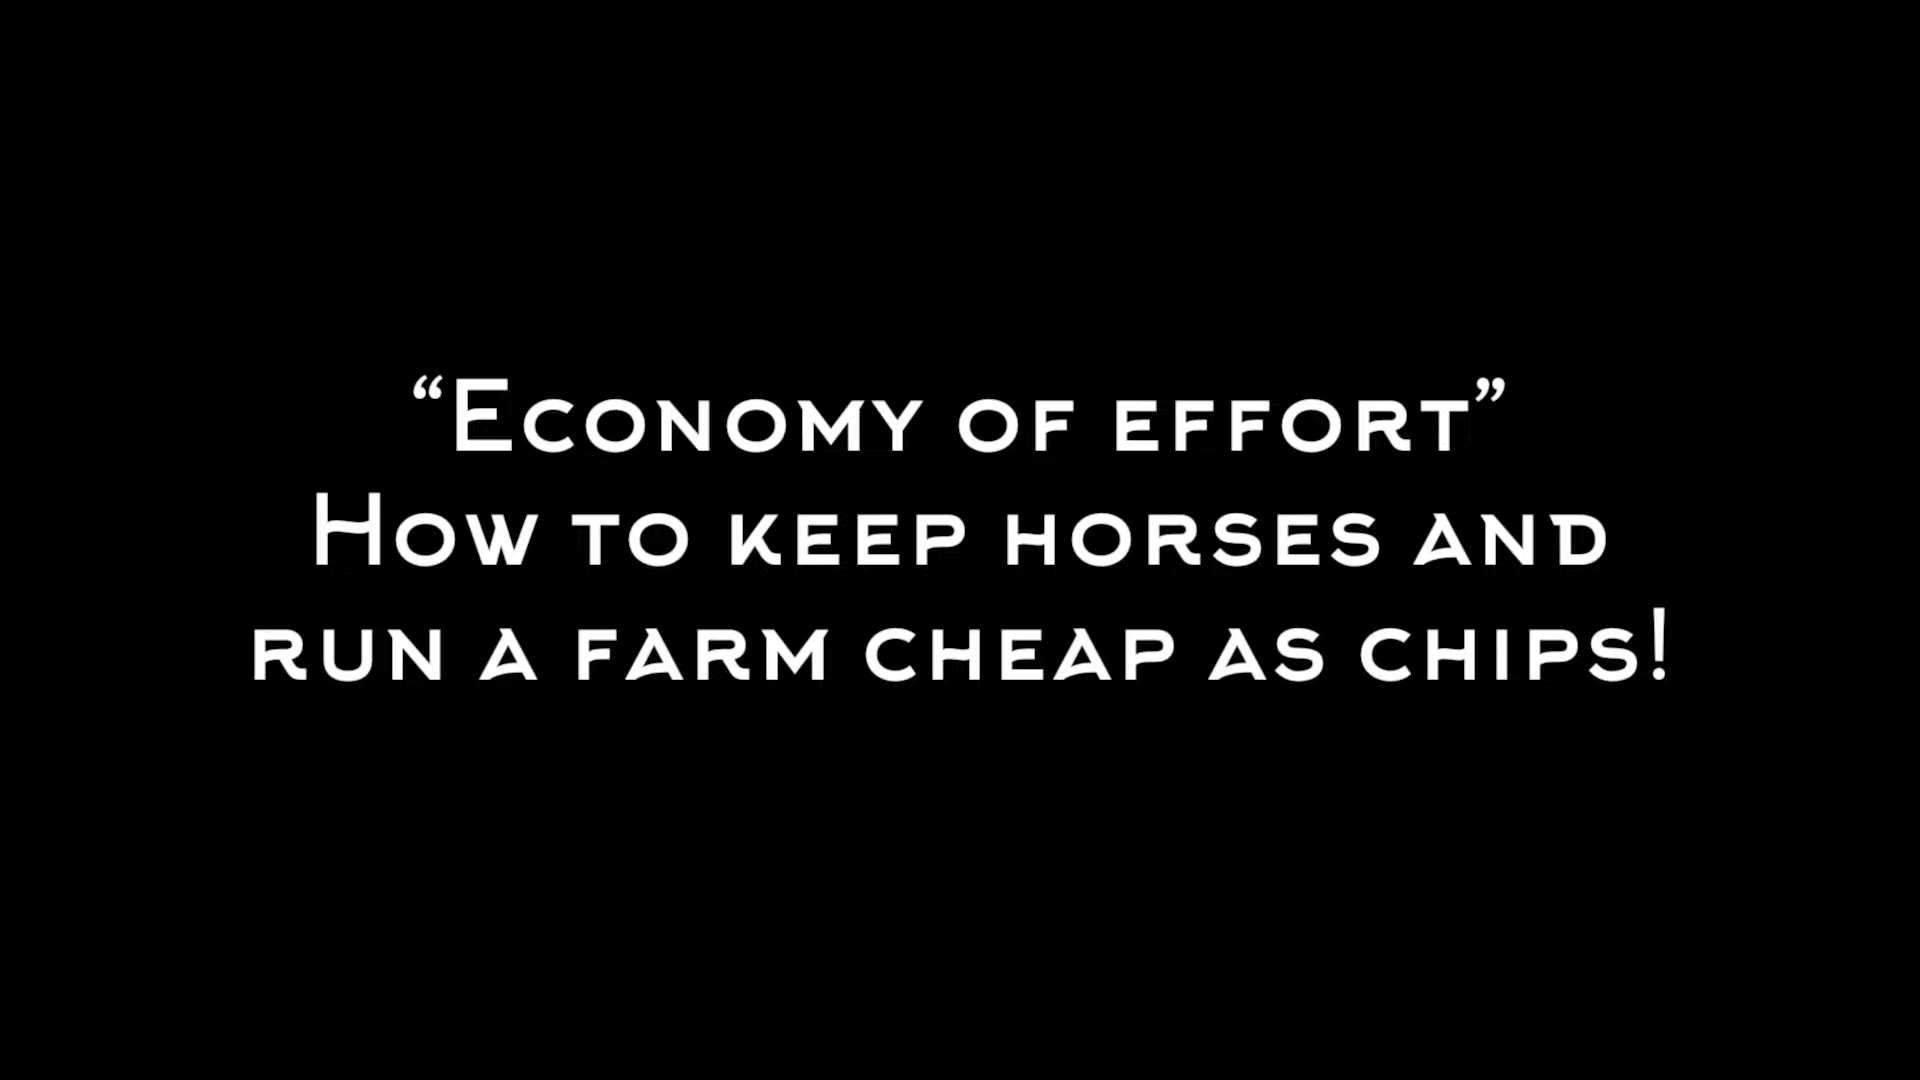 “Economy of effort”
How to keep horses and
run a farm cheap as chips!